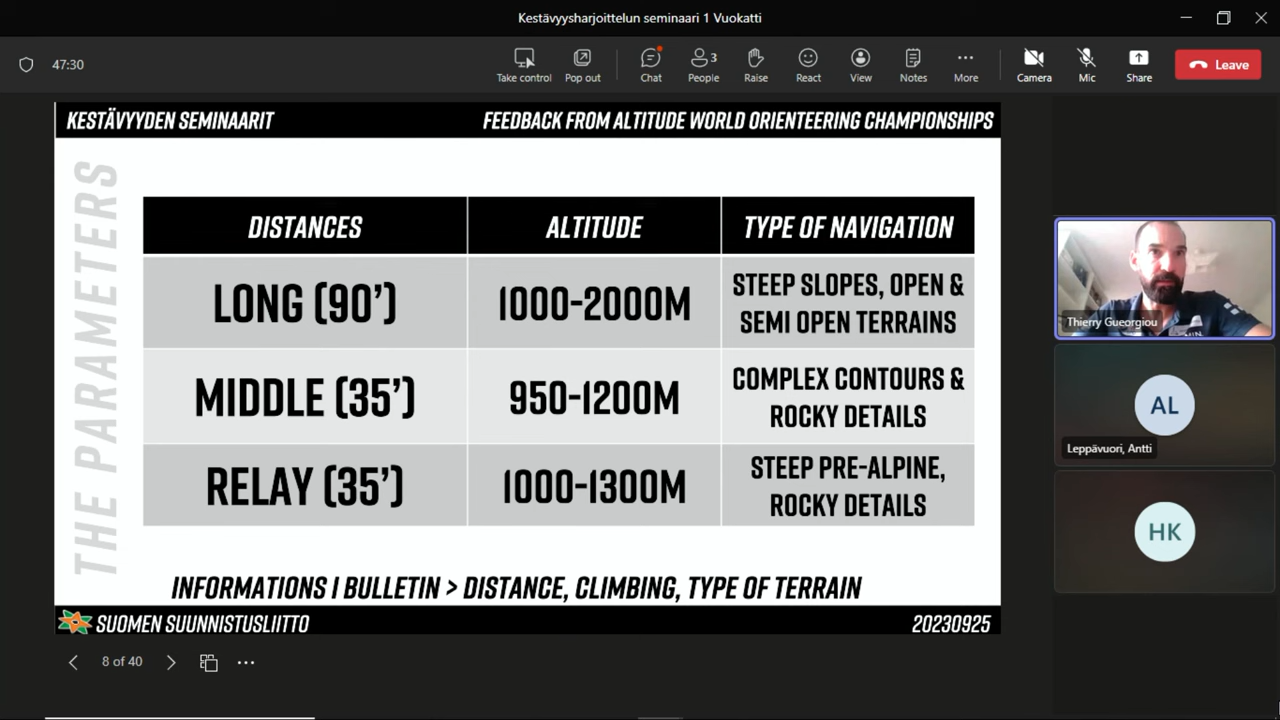 Kestävyysharjoittelun seminaari 1 Vuokatti
47:30
Take control
Pop out
Chat
3
People
Raise
React
View
Notes
More
Camera
Mic
Share
Leave
KESTÄVYYDEN SEMINAARIT
FEEDBACK FROM ALTITUDE WORLD ORIENTEERING CHAMPIONSHIPS
THE PARAMETERS
DISTANCES
ALTITUDE
TYPE OF NAVIGATION
LONG (90')
1000-2000M
STEEP SLOPES, OPEN &
SEMI OPEN TERRAINS
MIDDLE (35')
950-1200M
COMPLEX CONTOURS &
ROCKY DETAILS
RELAY (35')
1000-1300M
STEEP PRE-ALPINE,
ROCKY DETAILS
INFORMATIONS I BULLETIN > DISTANCE, CLIMBING, TYPE OF TERRAIN
SUOMEN SUUNNISTUSLIITTO
20230925
8 of 40
Thierry Gueorgiou
AL
Leppävuori, Antti
HK